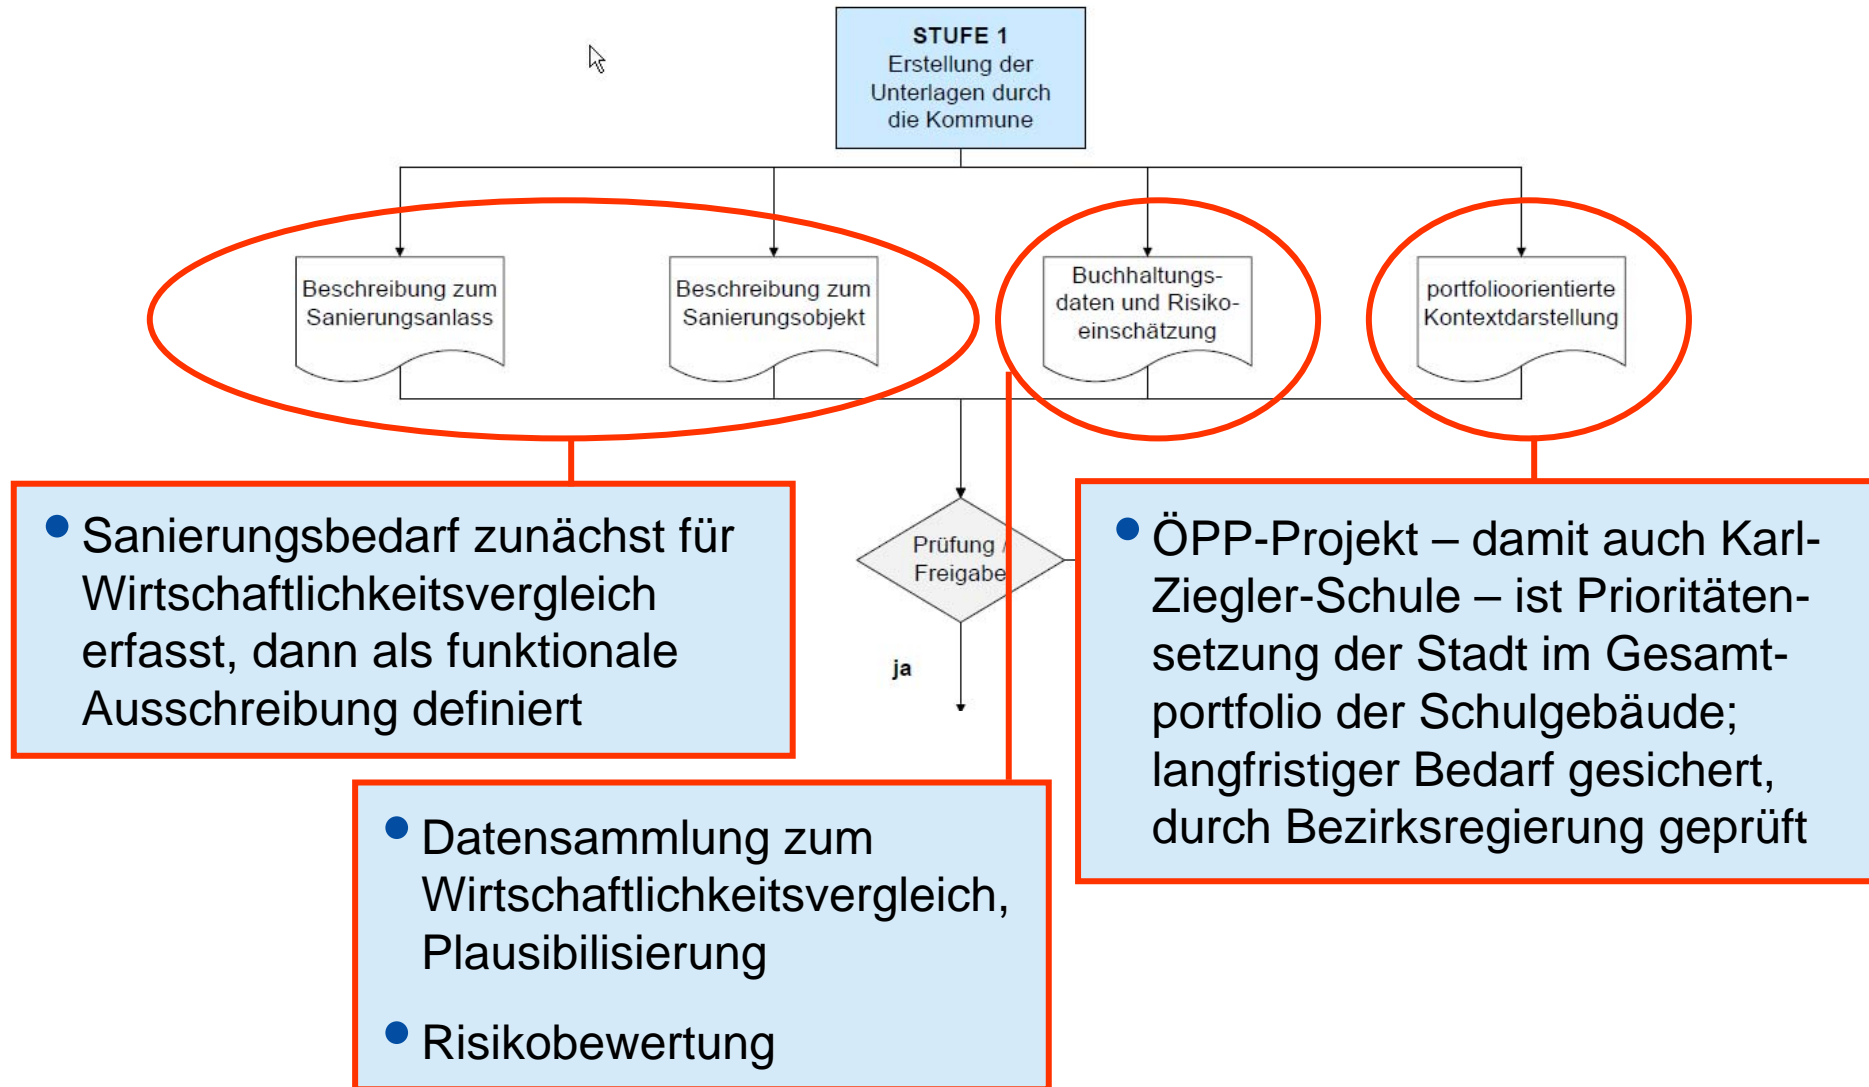 STUFE 1
Erstellung der
Unterlagen durch
die Kommune
Beschreibung zum
Sanierungsanlass
Beschreibung zum
Sanierungsobjekt
Buchhaltungs-
daten und Risiko-
einschätzung
portfolioorientierte
Kontextdarstellung
Prüfung /
Freigabe
ja
• Sanierungsbedarf zunächst für
Wirtschaftlichkeitsvergleich
erfasst, dann als funktionale
Ausschreibung definiert
• Datensammlung zum
Wirtschaftlichkeitsvergleich,
Plausibilisierung
• Risikobewertung
• ÖPP-Projekt – damit auch Karl-
Ziegler-Schule – ist Prioritäten-
setzung der Stadt im Gesamt-
portfolio der Schulgebäude;
langfristiger Bedarf gesichert,
durch Bezirksregierung geprüft